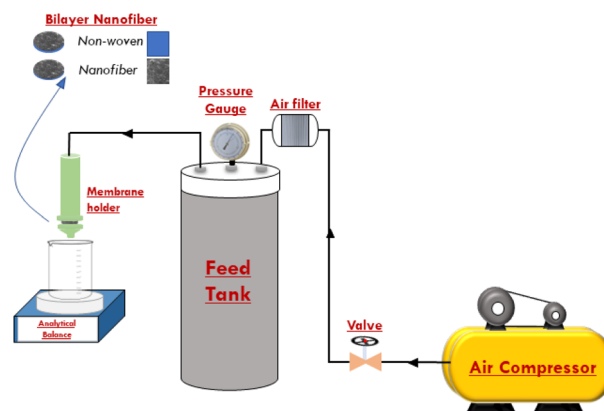 Bilayer Nanofiber
Non-woven
Nanofiber
Pressure
Gauge
Air filter
Membrane
holder
Feed
Tank
Analytical
Balance
Valve
Air Compressor